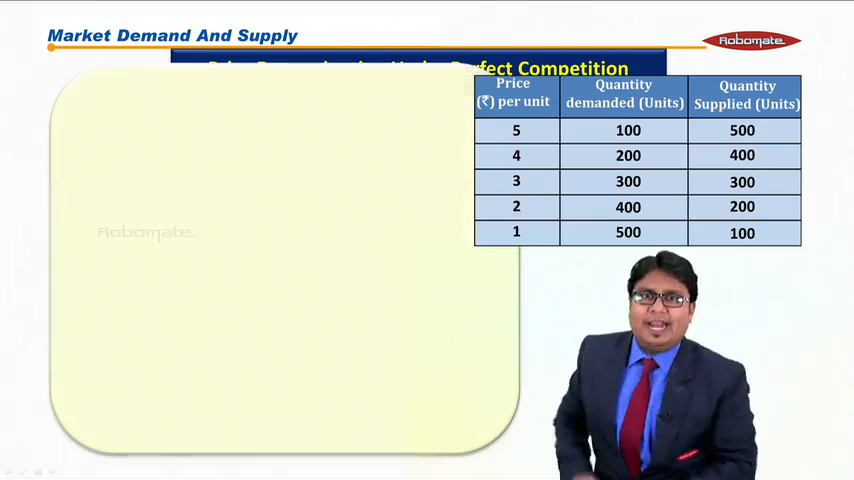 Market Demand And Supply
Robomate
Perfect Competition
Price (₹) per unit Quantity demanded (Units) Quantity Supplied (Units)
5 100 500
4 200 400
3 300 300
2 400 200
1 500 100
Robomate
Robomate